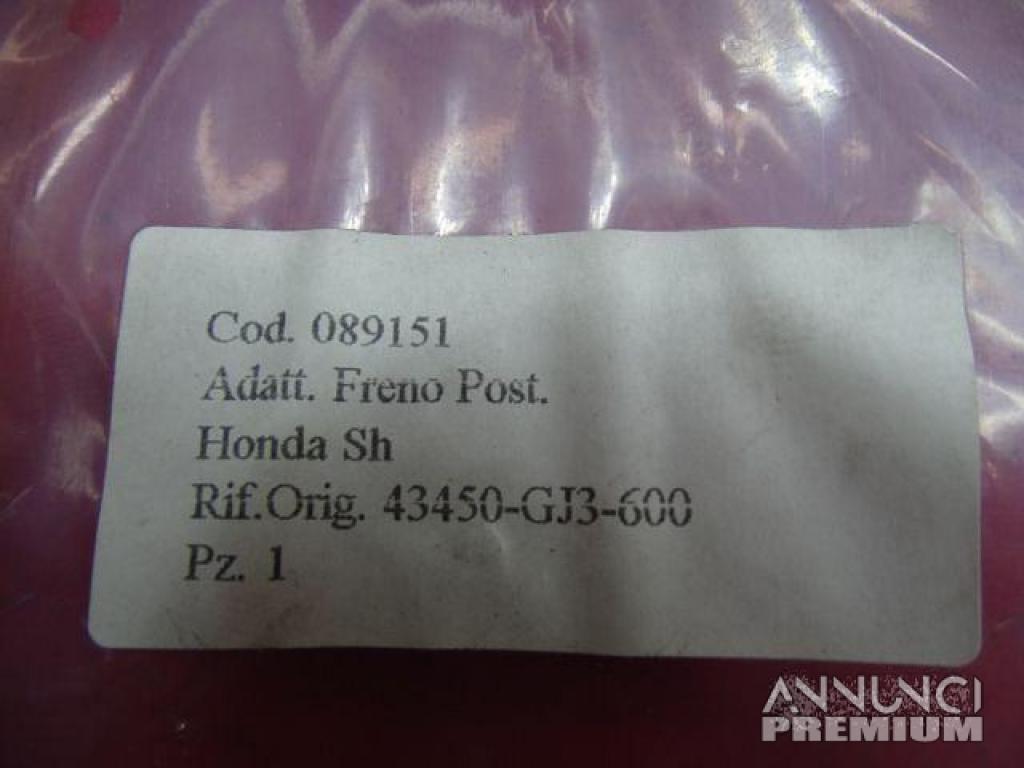 Cod. 089151
Adatt. Freno Post.
Honda Sh
Rif.Orig. 43450-GJ3-600
Pz. 1
ANNUNCI
PREMIUM